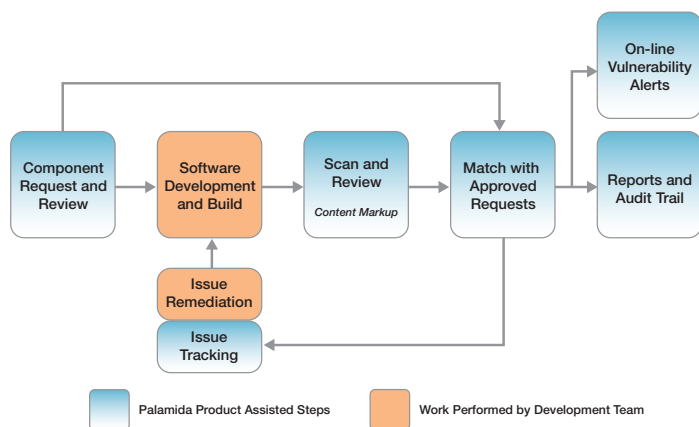 On-line
Vulnerability
Alerts
Component
Request and
Review
Software
Development
and Build
Scan and
Review
Content Markup
Match with
Approved
Requests
Reports and
Audit Trail
Issue
Remediation
Issue
Tracking
Palamida Product Assisted Steps
Work Performed by Development Team